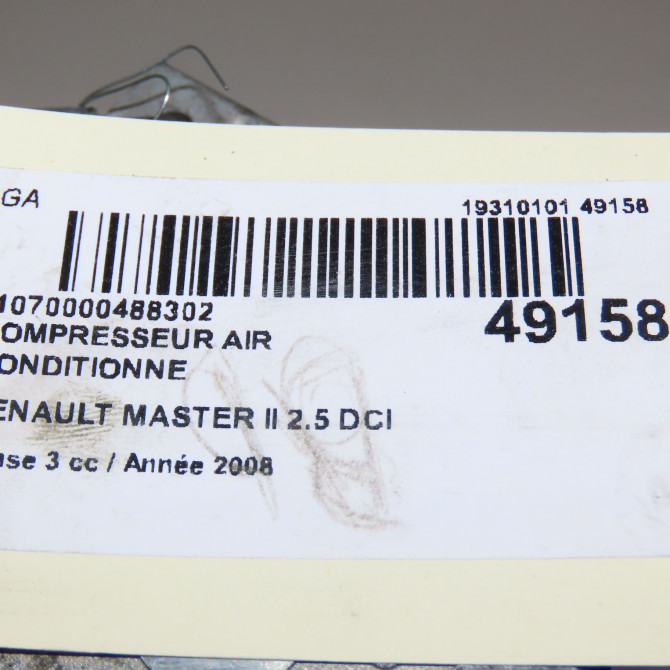 GA
19310101 49158
1070000488302
49158
OMPRESSEUR AIR
ONDITIONNE
ENAULT MASTER II 2.5 DCI
se 3 cc / Année 2008